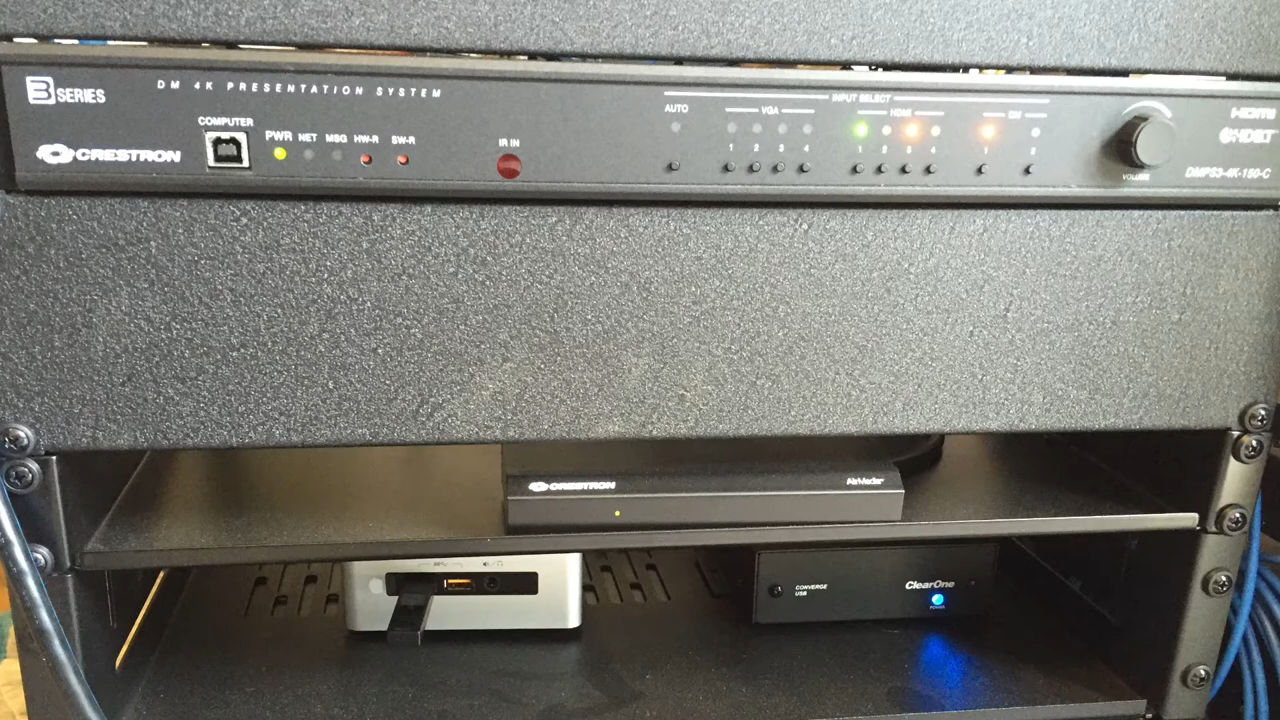 3 SERIES
DM 4K PRESENTATION SYSTEM
CRESTRON
COMPUTER
PWR NET MSG HW-R SW-R
IR IN
INPUT SELECT
AUTO
VGA
HDMI
DM
1 2 3 4
1 2 3 4
1 2
VOLUME
HDMI
HDBT
DMPS3-4K-150-C
CRESTRON
AirMedia
CONVERGE
USB
ClearOne
POWER